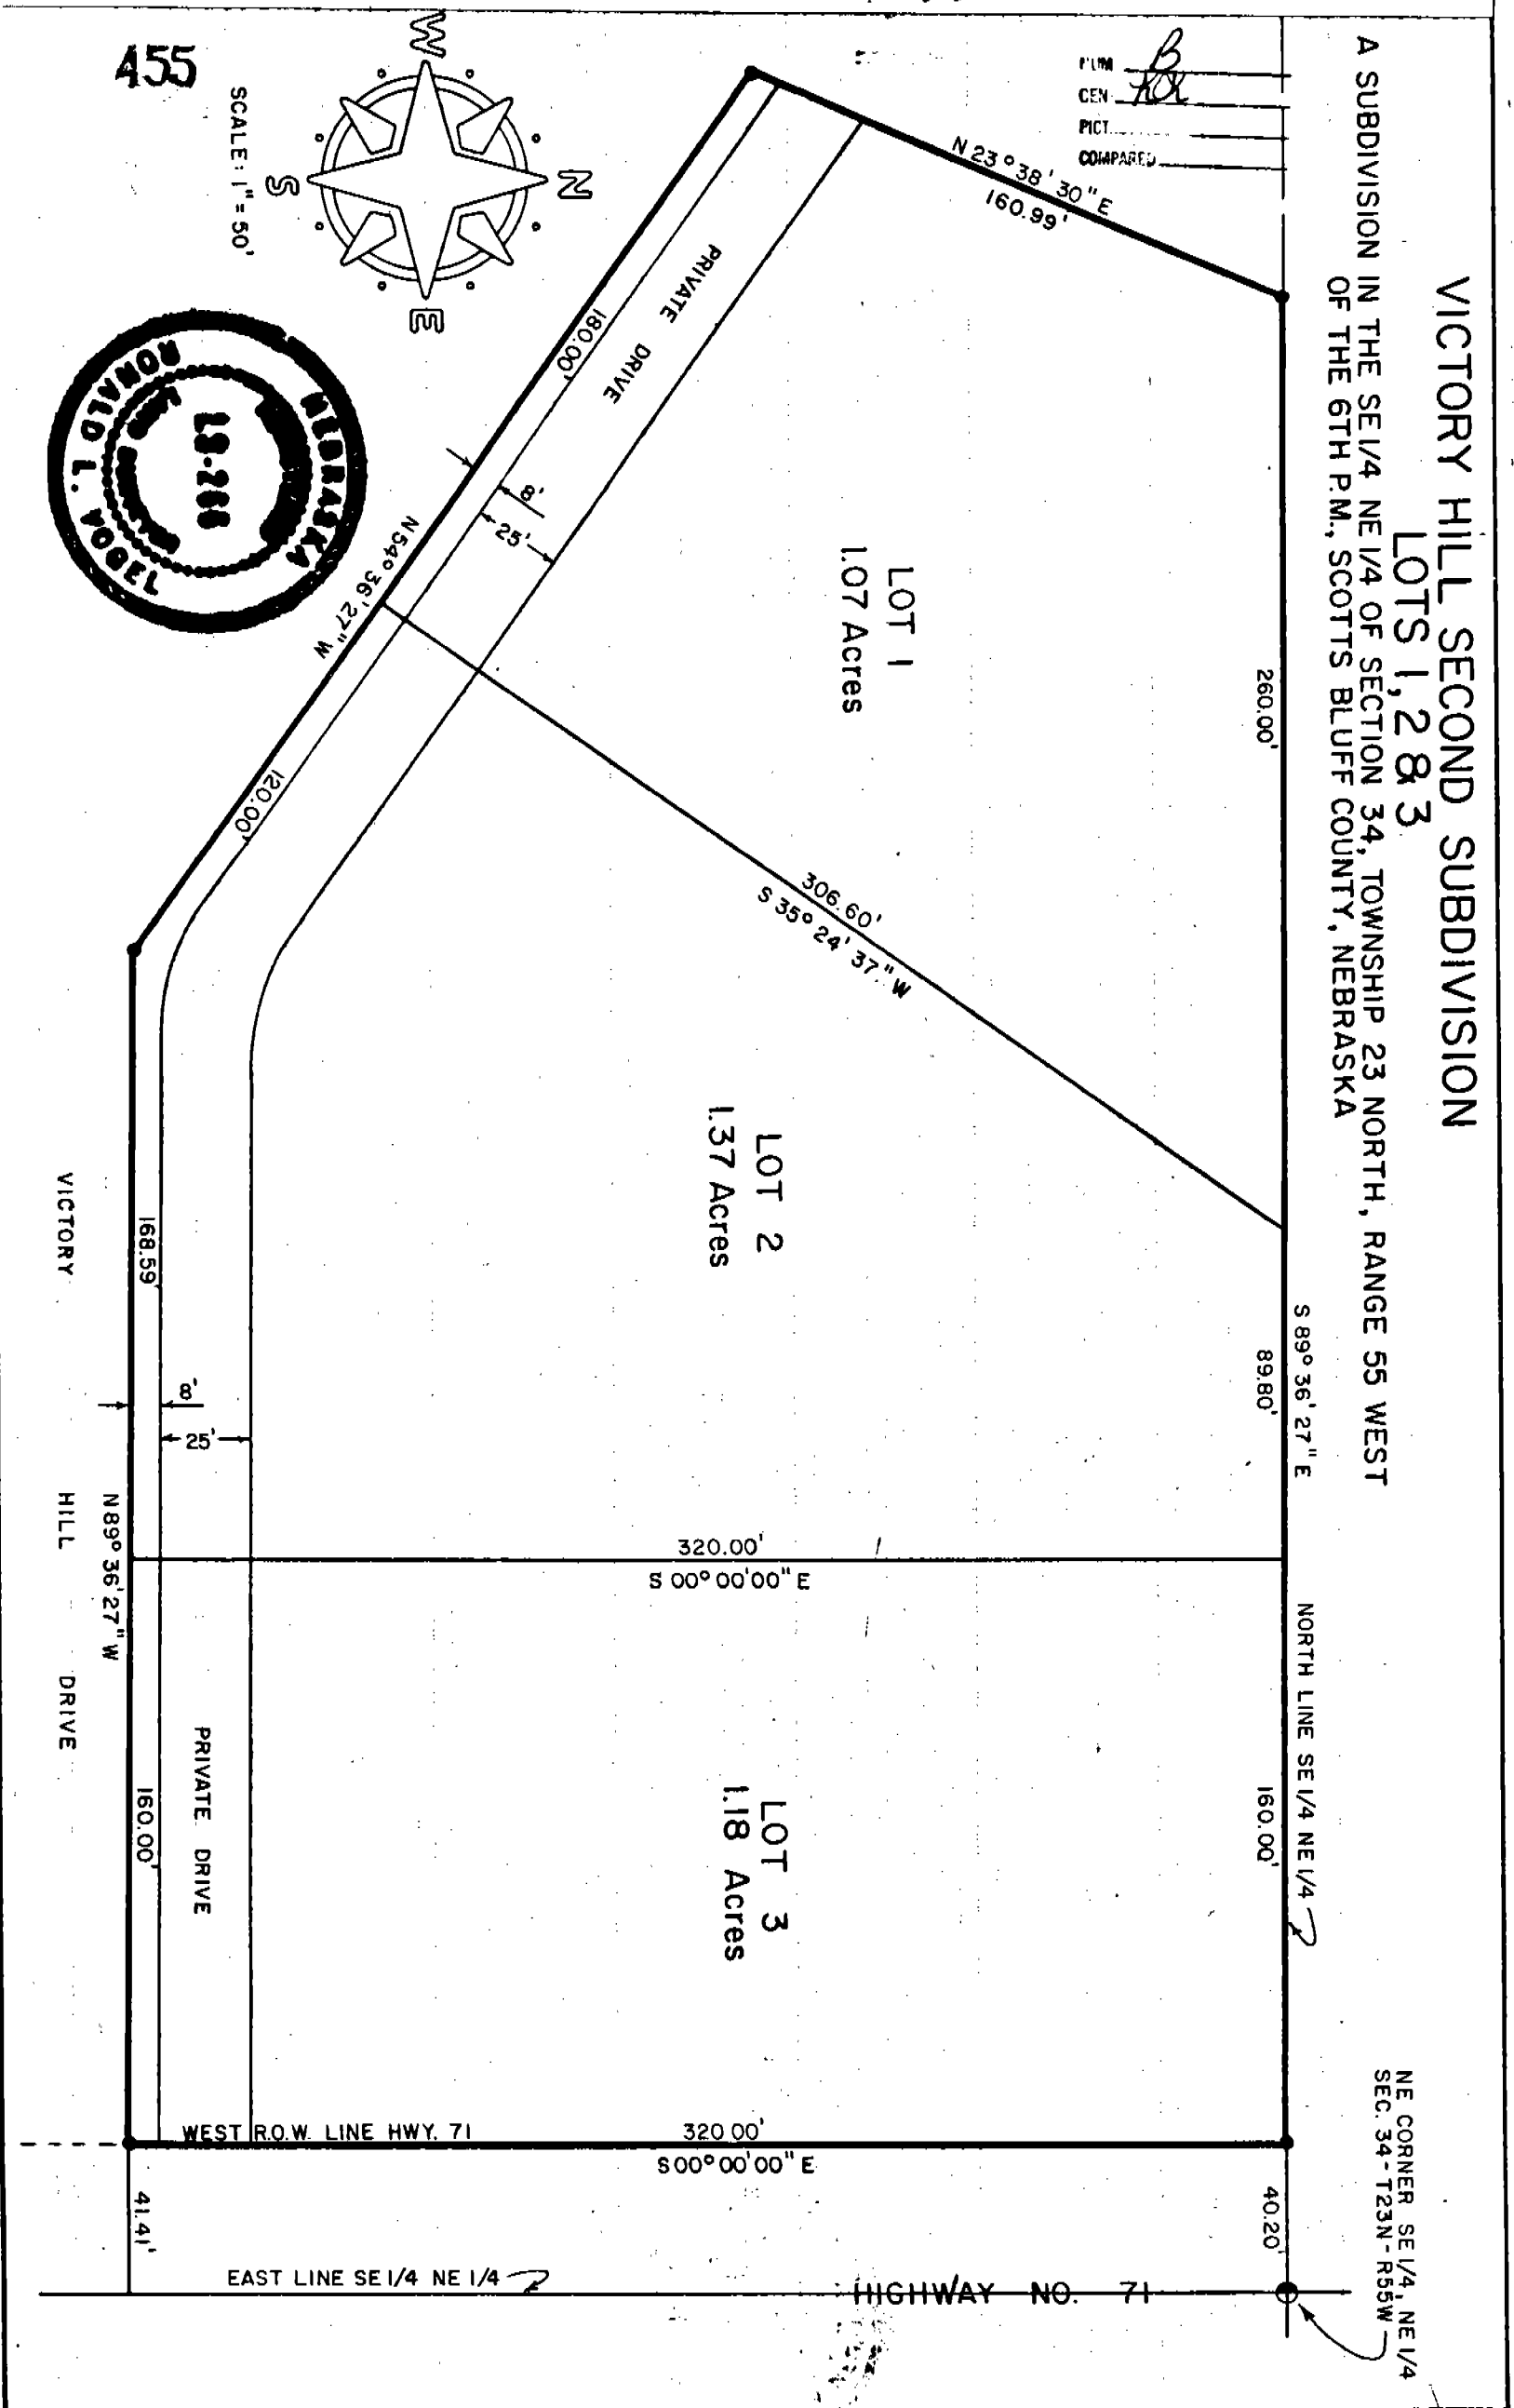 VICTORY HILL SECOND SUBDIVISION
LOTS 1, 2 & 3
A SUBDIVISION IN THE SE 1/4 NE 1/4 OF SECTION 34, TOWNSHIP 23 NORTH, RANGE 55 WEST
OF THE 6TH P.M., SCOTTS BLUFF COUNTY, NEBRASKA
NE CORNER SE 1/4, NE 1/4
SEC. 34-T23N-R55W
CEN
PICT.
COMPARED
S 89° 36' 27" E
NORTH LINE SE 1/4 NE 1/4
260.00'
89.80'
160.00'
40.20'
N 23° 38' 30" E
160.99'
LOT 1
1.07 Acres
306.60'
S 35° 24' 37" W
LOT 2
1.37 Acres
320.00'
S 00° 00' 00" E
LOT 3
1.18 Acres
320.00'
S 00° 00' 00" E
HIGHWAY NO. 71
PRIVATE DRIVE
180.00'
8'
25'
N 54° 36' 27" W
120.00'
168.59'
8'
25'
PRIVATE DRIVE
160.00'
WEST R.O.W. LINE HWY. 71
41.41'
EAST LINE SE 1/4 NE 1/4
N 89° 36' 27" W
VICTORY HILL DRIVE
N
W
E
S
SCALE: 1" = 50'
455
NEBRASKA
LS-266
RONALD L. VOGEL